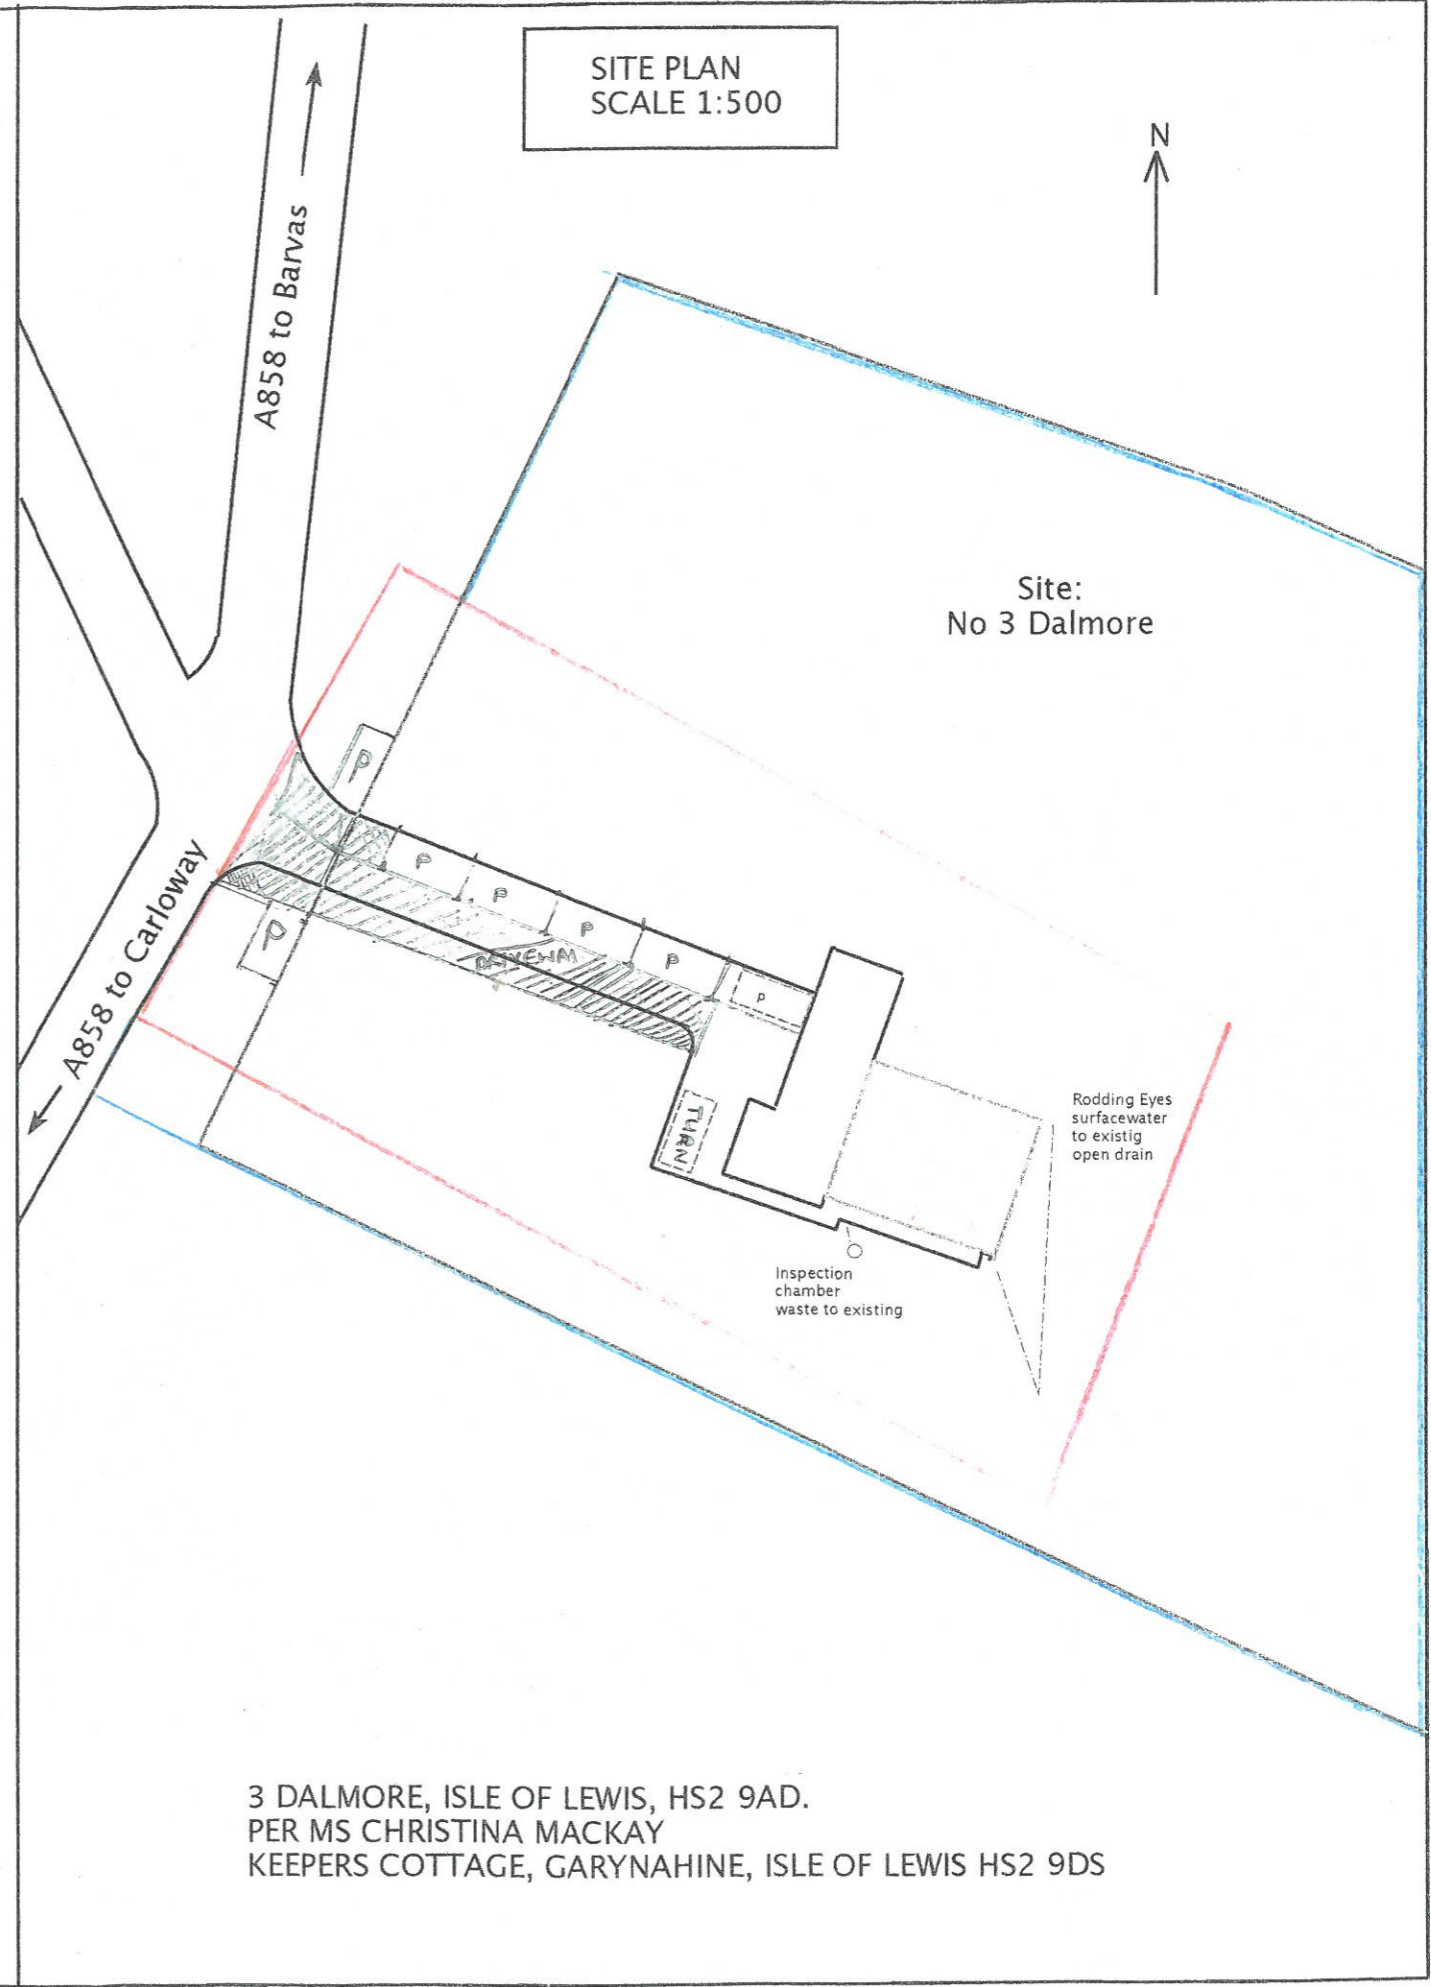 SITE PLAN
SCALE 1:500
N
A858 to Barvas
Site:
No 3 Dalmore
P
P
P
P
P
P
P
DRIVEWAY
A858 to Carloway
TURN
Rodding Eyes
surfacewater
to existig
open drain
Inspection
chamber
waste to existing
3 DALMORE, ISLE OF LEWIS, HS2 9AD.
PER MS CHRISTINA MACKAY
KEEPERS COTTAGE, GARYNAHINE, ISLE OF LEWIS HS2 9DS